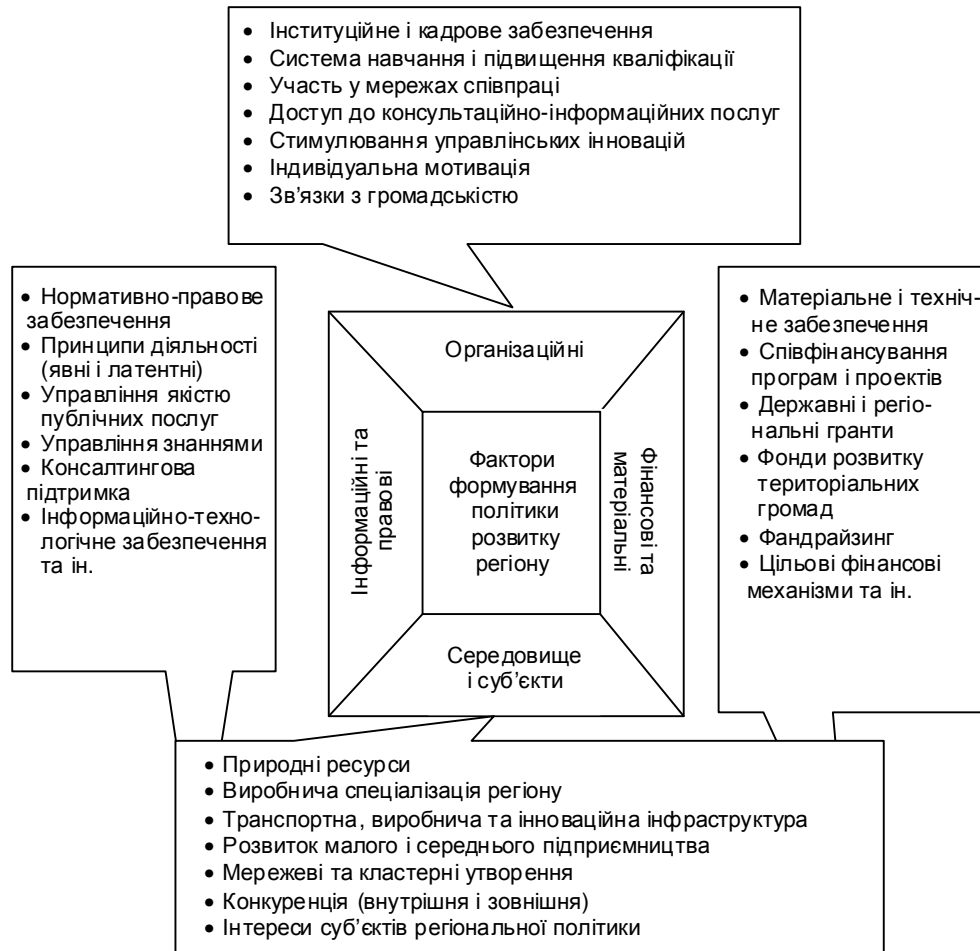 • Інституційне і кадрове забезпечення
• Система навчання і підвищення кваліфікації
• Участь у мережах співпраці
• Доступ до консультаційно-інформаційних послуг
• Стимулювання управлінських інновацій
• Індивідуальна мотивація
• Зв’язки з громадськістю
• Нормативно-правове
забезпечення
• Принципи діяльності
(явні і латентні)
• Управління якістю
публічних послуг
• Управління знаннями
• Консалтингова
підтримка
• Інформаційно-техно-
логічне забезпечення
та ін.
Організаційні
Інформаційні та
правові
Фактори
формування
політики
розвитку
регіону
Фінансові та
матеріальні
Середовище
і суб’єкти
• Матеріальне і техніч-
не забезпечення
• Співфінансування
програм і проектів
• Державні і регіо-
нальні гранти
• Фонди розвитку
територіальних
громад
• Фандрайзинг
• Цільові фінансові
механізми та ін.
• Природні ресурси
• Виробнича спеціалізація регіону
• Транспортна, виробнича та інноваційна інфраструктура
• Розвиток малого і середнього підприємництва
• Мережеві та кластерні утворення
• Конкуренція (внутрішня і зовнішня)
• Інтереси суб’єктів регіональної політики